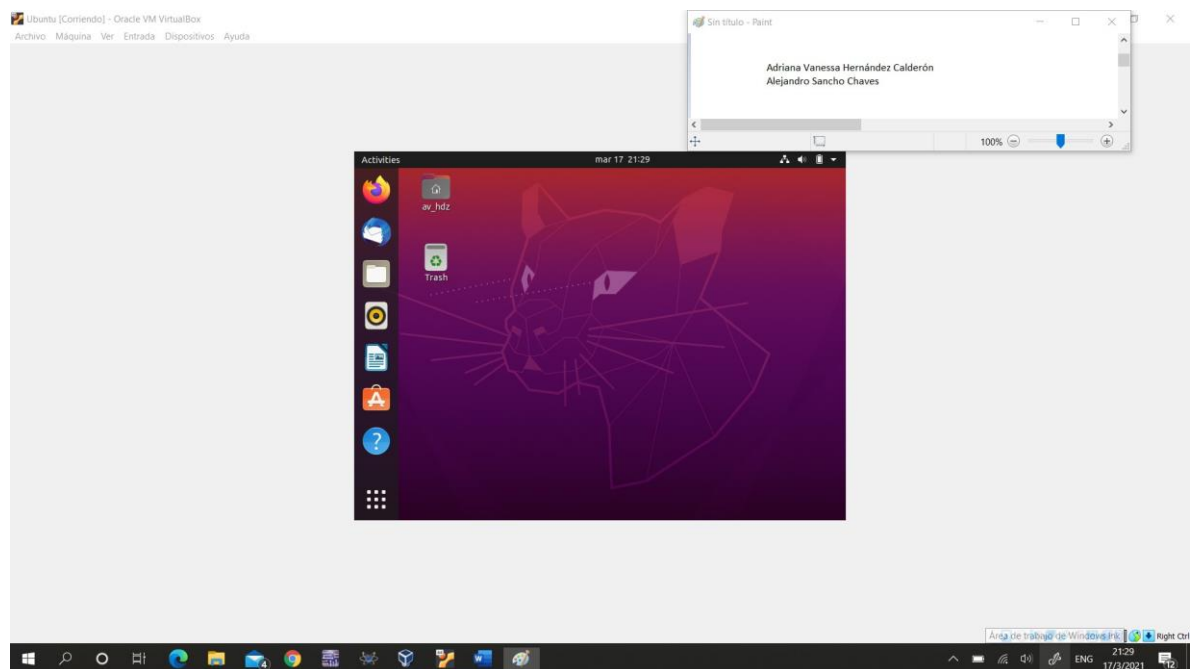 Ubuntu [Corriendo] - Oracle VM VirtualBox
Archivo Máquina Ver Entrada Dispositivos Ayuda
Sin título - Paint
Adriana Vanessa Hernández Calderón
Alejandro Sancho Chaves
100%
Activities
mar 17 21:29
av_hdz
Trash
Área de trabajo de Windows Ink
Right Ctrl
4
W
ENG
21:29
17/3/2021
12